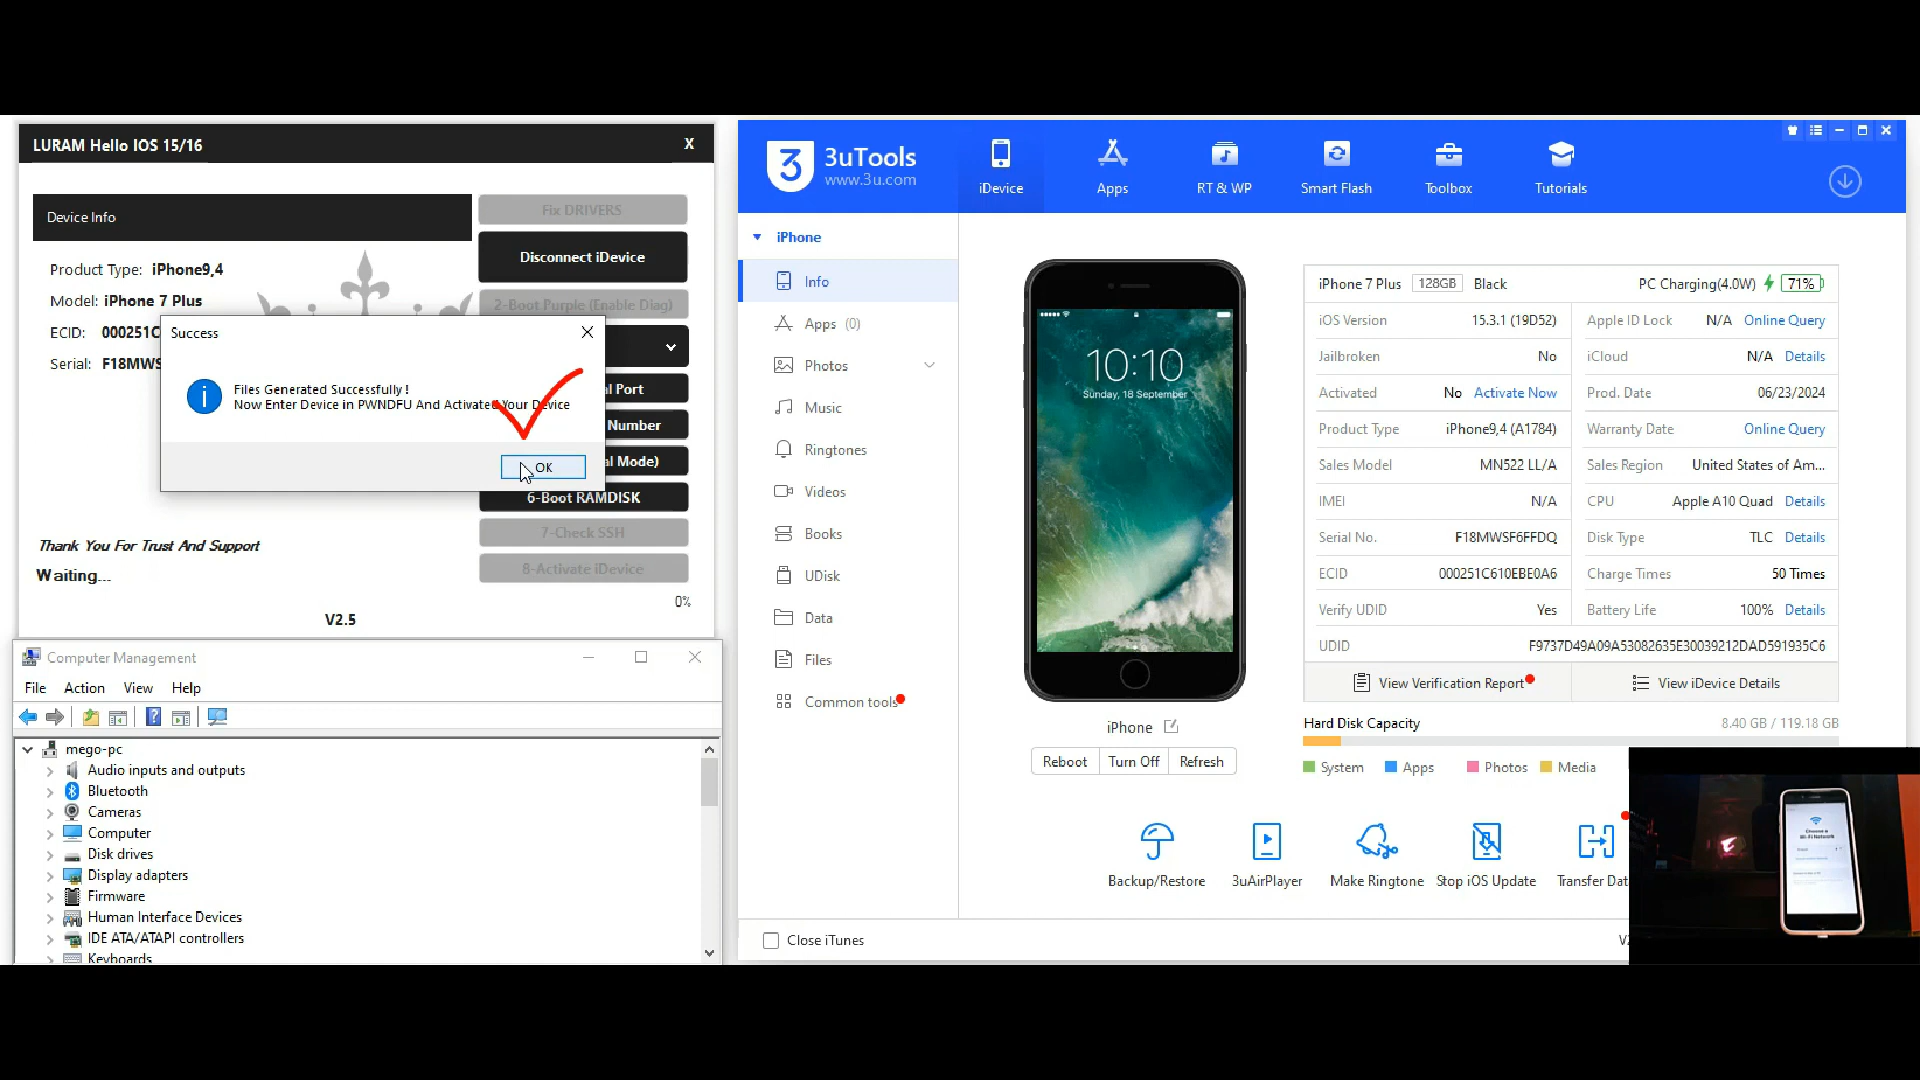 LURAM Hello IOS 15/16
X
Device Info
Product Type: iPhone9,4
Model: iPhone 7 Plus
ECID: 000251C
Serial: F18MWS
Fix DRIVERS
Disconnect iDevice
2-Boot Purple (Enable Diag)
al Port
Number
al Mode)
6-Boot RAMDISK
7-Check SSH
8-Activate iDevice
Success
Files Generated Successfully !
Now Enter Device in PWNDFU And Activated Your Device
OK
Thank You For Trust And Support
Waiting...
0%
V2.5
Computer Management
File Action View Help
mego-pc
Audio inputs and outputs
Bluetooth
Cameras
Computer
Disk drives
Display adapters
Firmware
Human Interface Devices
IDE ATA/ATAPI controllers
Keyboards
3 3uTools
www.3u.com
iDevice
Apps
RT & WP
Smart Flash
Toolbox
Tutorials
iPhone
Info
Apps (0)
Photos
Music
Ringtones
Videos
Books
UDisk
Data
Files
Common tools
10:10
Sunday, 18 September
iPhone
Reboot Turn Off Refresh
iPhone 7 Plus 128GB Black PC Charging(4.0W) 71%
iOS Version 15.3.1 (19D52) Apple ID Lock N/A Online Query
Jailbroken No iCloud N/A Details
Activated No Activate Now Prod. Date 06/23/2024
Product Type iPhone9,4 (A1784) Warranty Date Online Query
Sales Model MN522 LL/A Sales Region United States of Am...
IMEI N/A CPU Apple A10 Quad Details
Serial No. F18MWSF6FFDQ Disk Type TLC Details
ECID 000251C610EBE0A6 Charge Times 50 Times
Verify UDID Yes Battery Life 100% Details
UDID F9737D49A09A53082635E30039212DAD591935C6
View Verification Report View iDevice Details
Hard Disk Capacity 8.40 GB / 119.18 GB
System Apps Photos Media
Backup/Restore
3uAirPlayer
Make Ringtone
Stop iOS Update
Transfer Dat
Close iTunes
Choose a
Wi-Fi Network